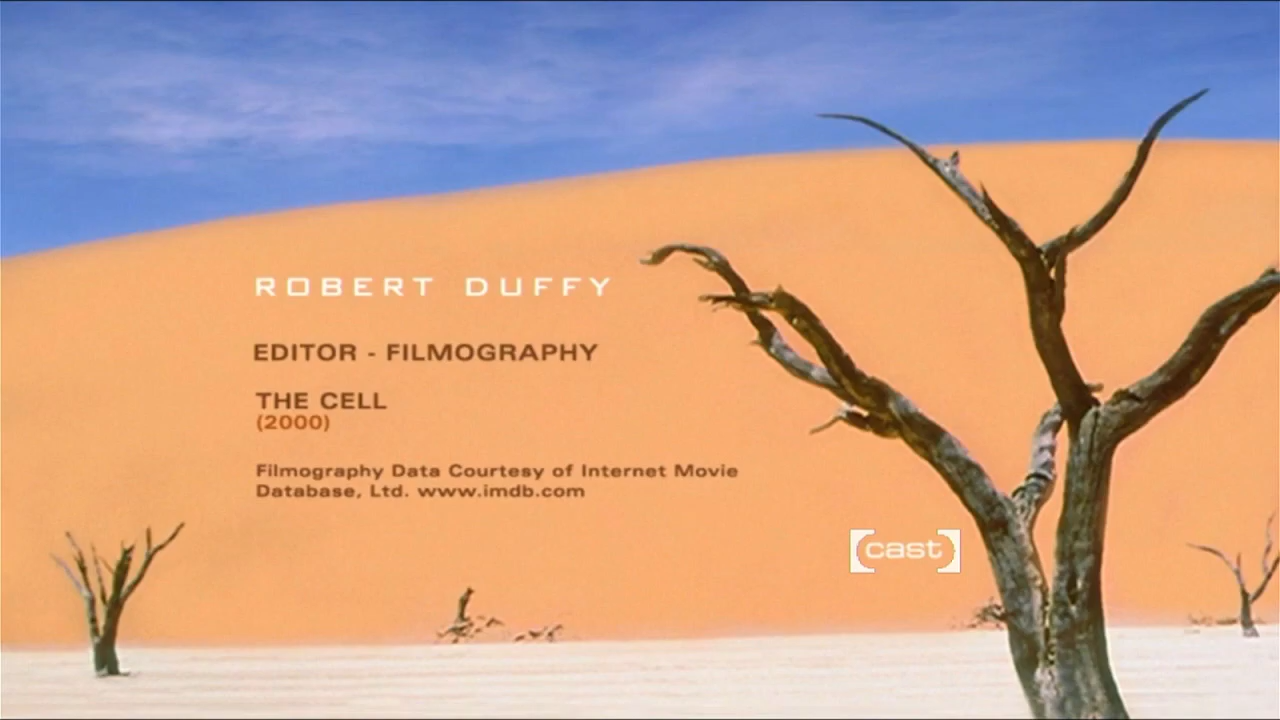 ROBERT DUFFY
EDITOR - FILMOGRAPHY
THE CELL
(2000)
Filmography Data Courtesy of Internet Movie
Database, Ltd. www.imdb.com
[cast]